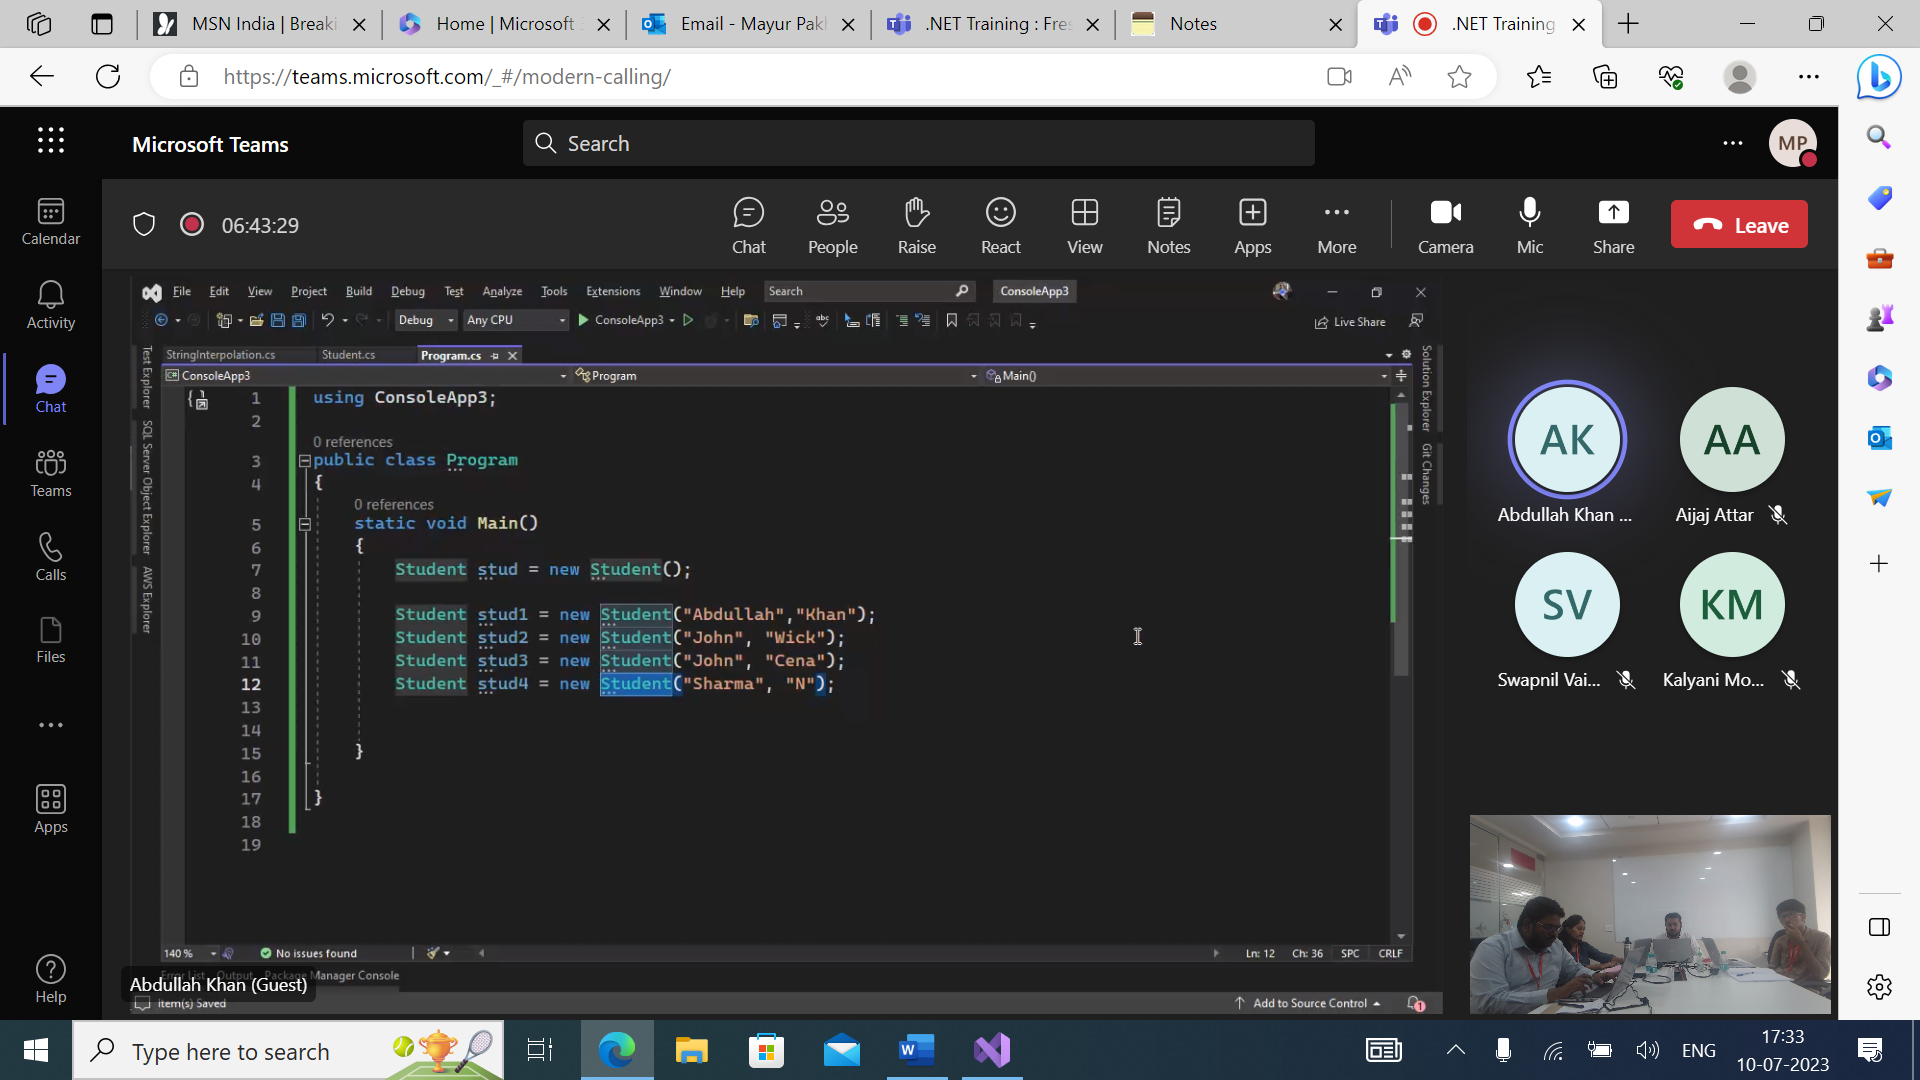 MSN India | Breaki
Home | Microsoft
Email - Mayur Pakh
.NET Training : Fres
Notes
.NET Training
https://teams.microsoft.com/_#/modern-calling/
Microsoft Teams
Search
MP
Calendar
Activity
Chat
Teams
Calls
Files
Apps
Help
06:43:29
Chat
People
Raise
React
View
Notes
Apps
More
Camera
Mic
Share
Leave
File Edit View Project Build Debug Test Analyze Tools Extensions Window Help Search ConsoleApp3
Debug Any CPU ConsoleApp3 Live Share
StringInterpolation.cs Student.cs Program.cs
ConsoleApp3 Program Main()
Test Explorer
SQL Server Object Explorer
AWS Explorer
Solution Explorer
Git Changes
1 using ConsoleApp3;
2
0 references
3 public class Program
4 {
0 references
5 static void Main()
6 {
7 Student stud = new Student();
8
9 Student stud1 = new Student("Abdullah","Khan");
10 Student stud2 = new Student("John", "Wick");
11 Student stud3 = new Student("John", "Cena");
12 Student stud4 = new Student("Sharma", "N");
13
14
15 }
16
17 }
18
19
140 % No issues found Ln: 12 Ch: 36 SPC CRLF
Error List Output Package Manager Console
Abdullah Khan (Guest)
Item(s) Saved
Add to Source Control
1
AK
Abdullah Khan ...
AA
Aijaj Attar
SV
Swapnil Vai...
KM
Kalyani Mo...
Type here to search
ENG
17:33
10-07-2023